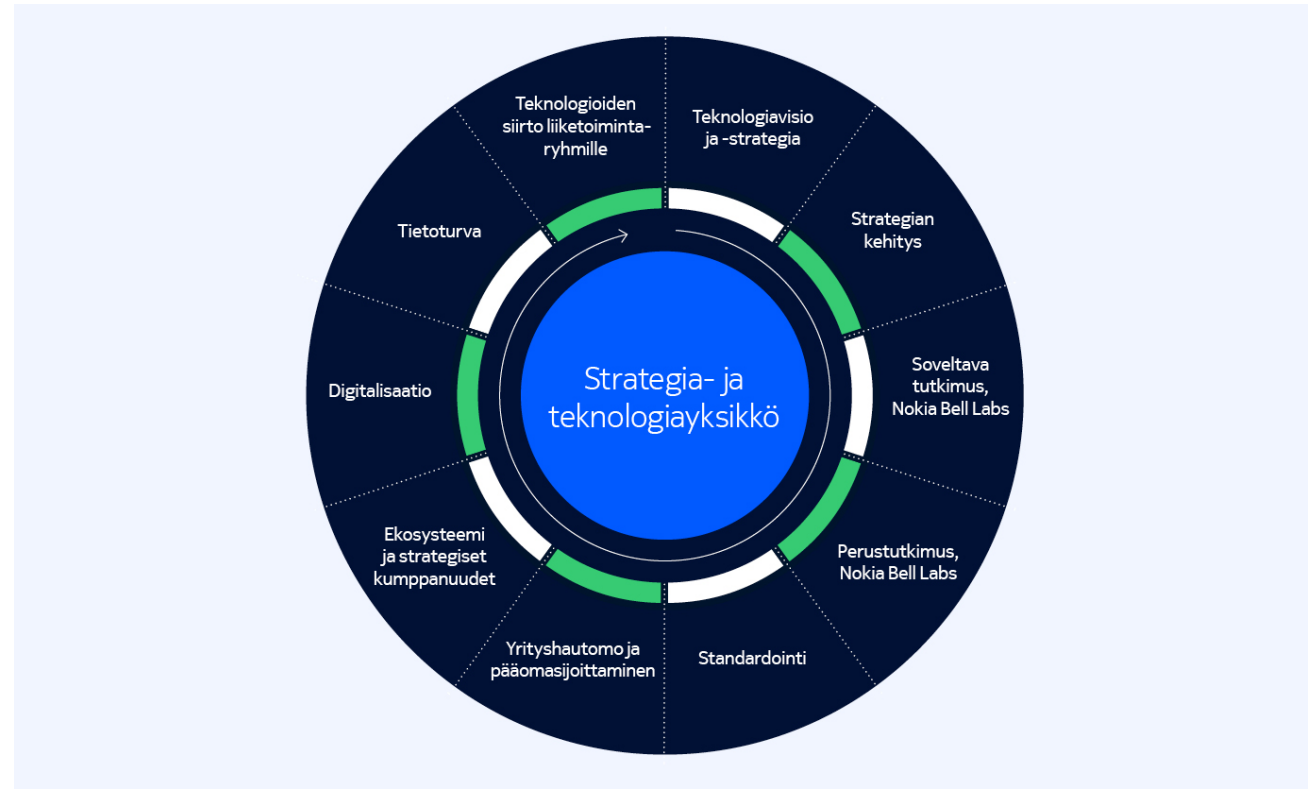 Teknologiavisio
ja -strategia
Strategian
kehitys
Soveltava
tutkimus,
Nokia Bell Labs
Perustutkimus,
Nokia Bell Labs
Standardointi
Yrityshautomo ja
pääomasijoittaminen
Ekosysteemi
ja strategiset
kumppanuudet
Digitalisaatio
Tietoturva
Teknologioiden
siirto liiketoiminta-
ryhmille
Strategia- ja
teknologiayksikkö